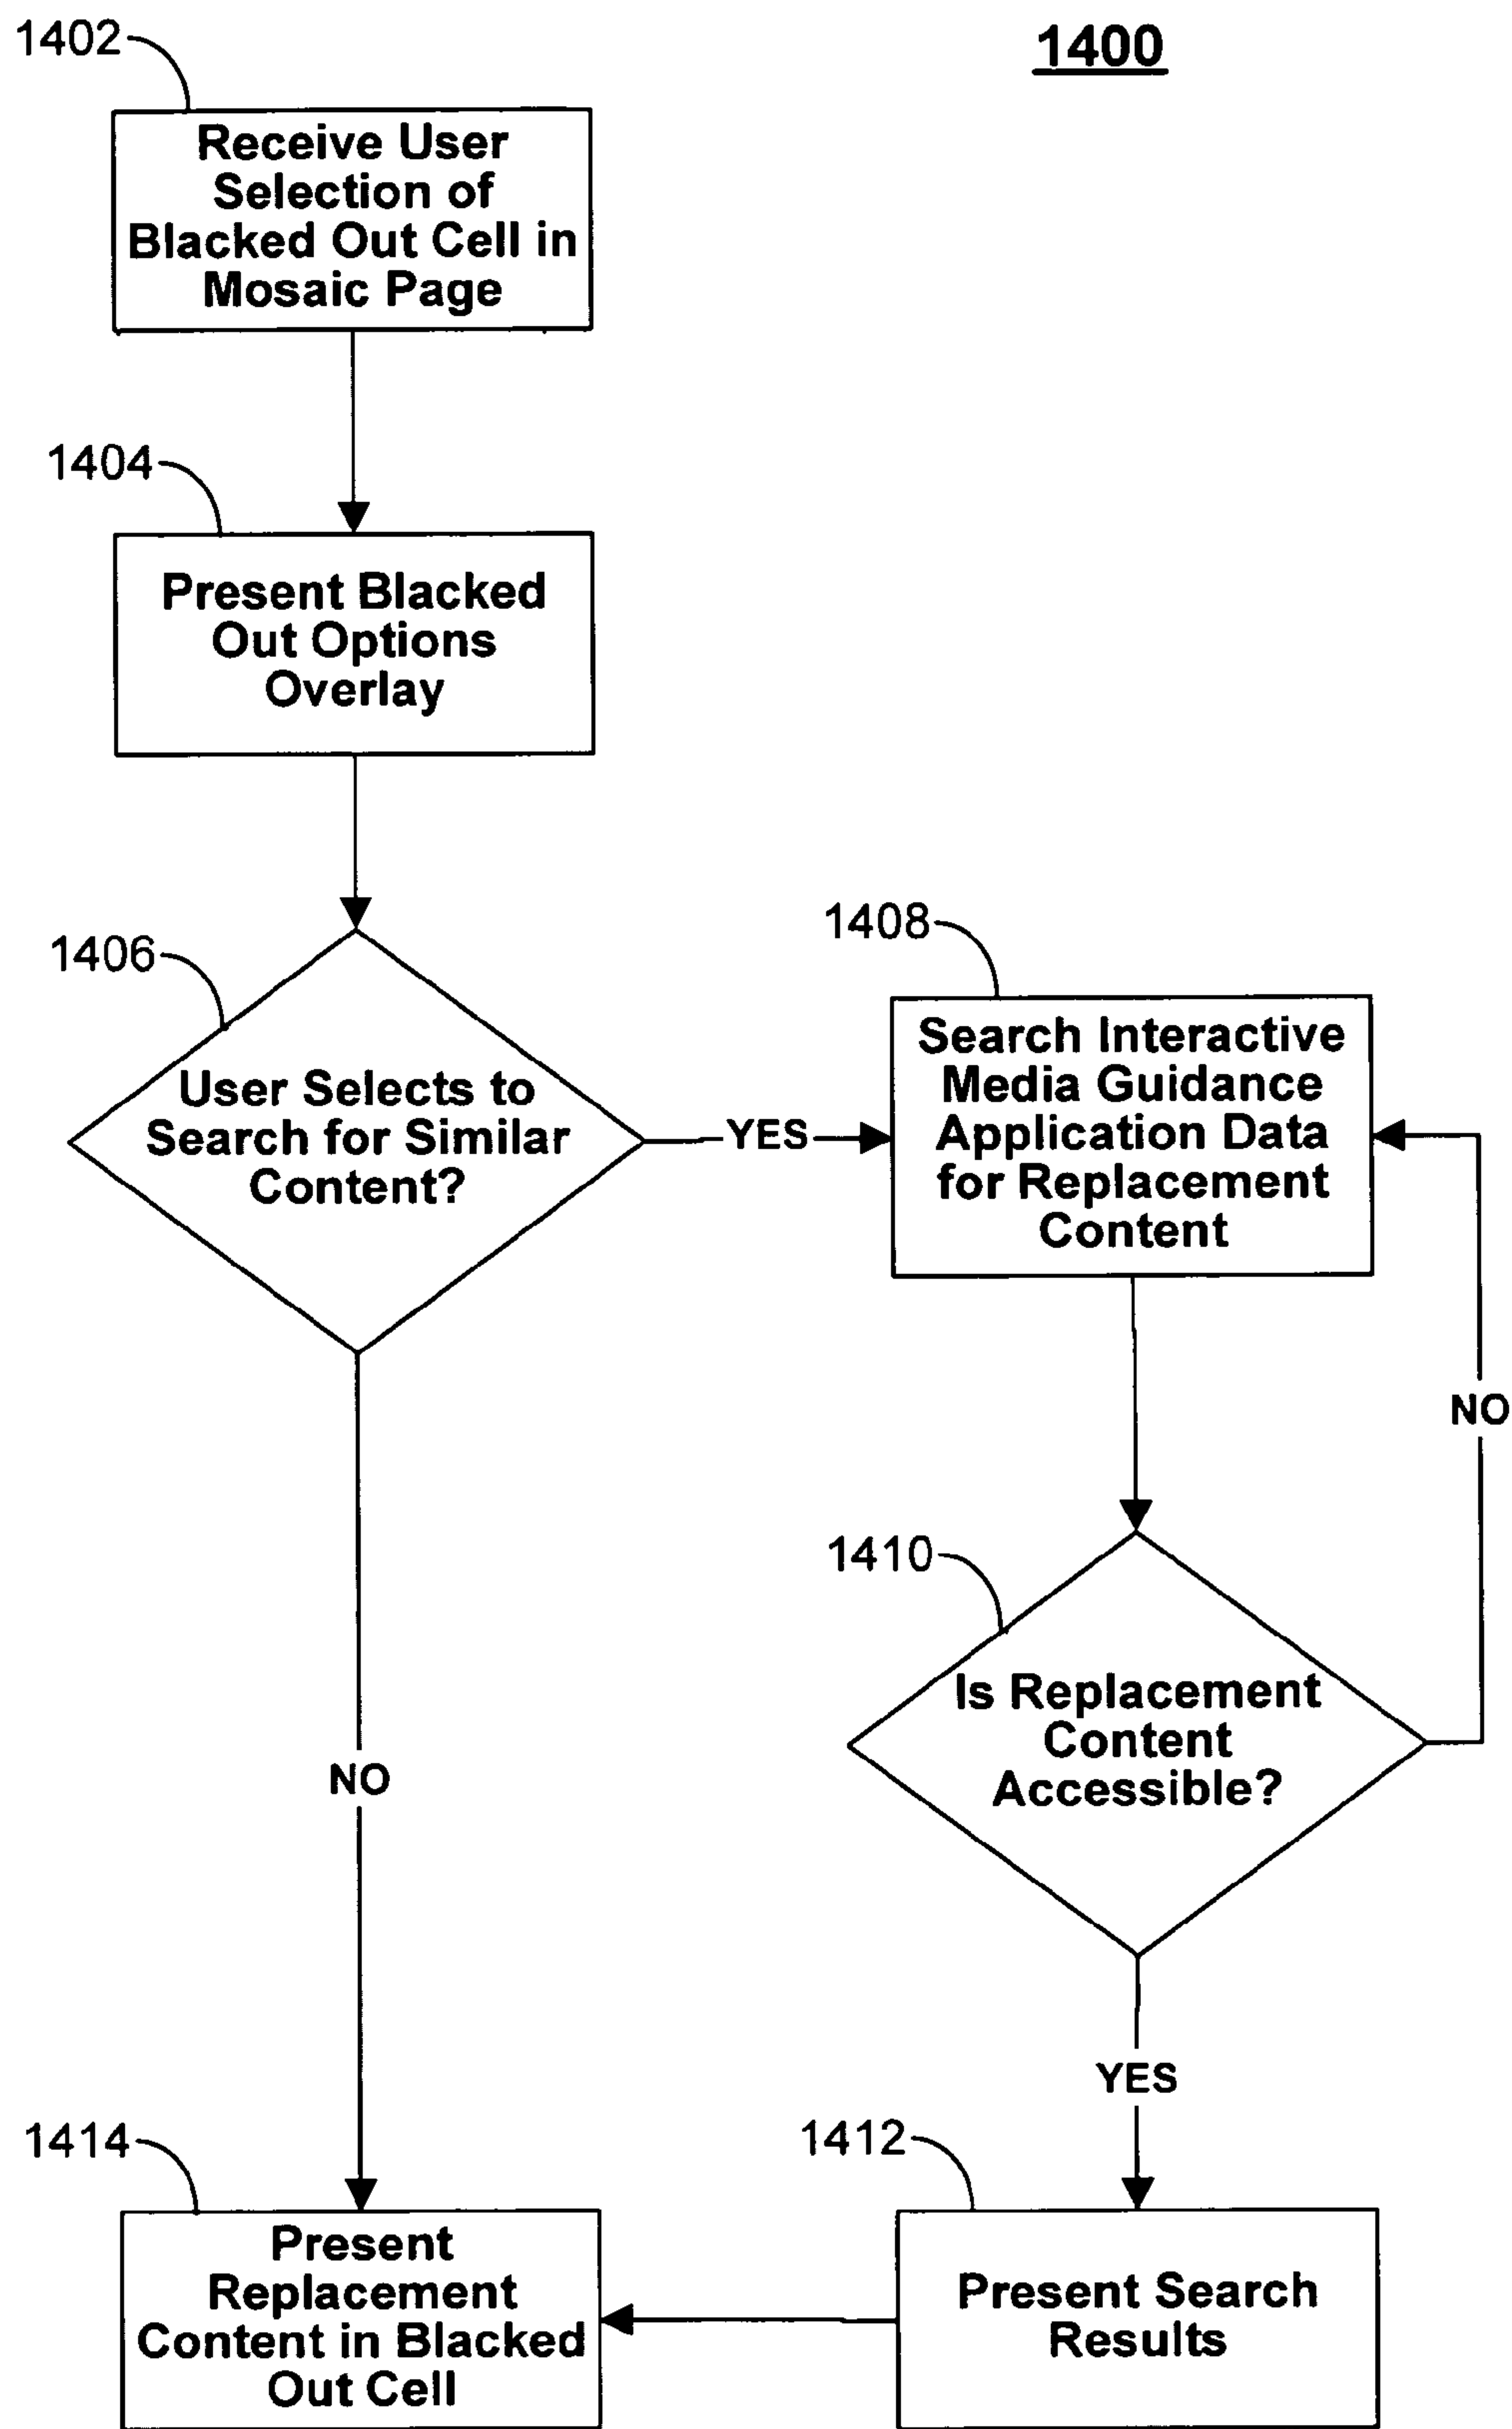 1400
1402
Receive User
Selection of
Blacked Out Cell in
Mosaic Page
1404
Present Blacked
Out Options
Overlay
1406
User Selects to
Search for Similar
Content?
YES
NO
1408
Search Interactive
Media Guidance
Application Data
for Replacement
Content
NO
1410
Is Replacement
Content
Accessible?
YES
1412
Present Search
Results
1414
Present
Replacement
Content in Blacked
Out Cell